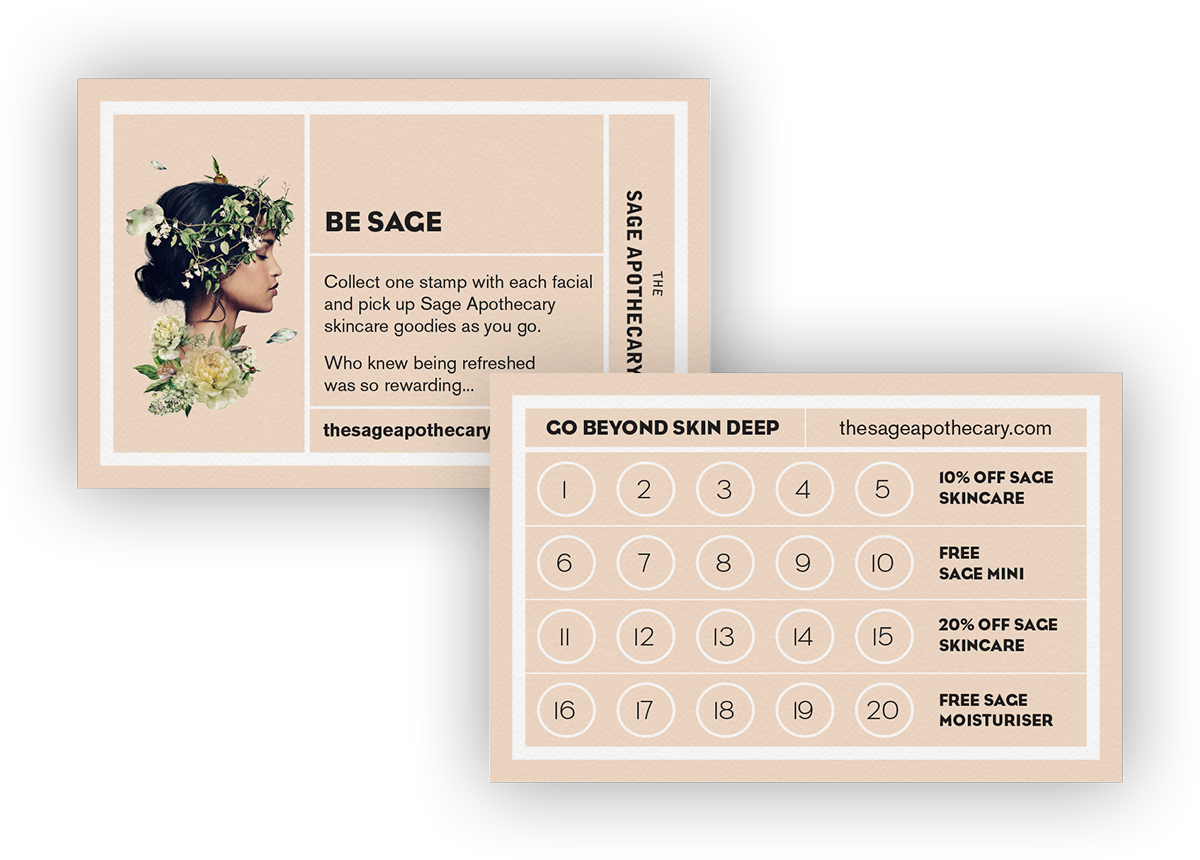 BE SAGE
Collect one stamp with each facial
and pick up Sage Apothecary
skincare goodies as you go.
Who knew being refreshed
was so rewarding...
thesageapothecary
THE
SAGE APOTHECARY
GO BEYOND SKIN DEEP
thesageapothecary.com
1 2 3 4 5
10% OFF SAGE
SKINCARE
6 7 8 9 10
FREE
SAGE MINI
11 12 13 14 15
20% OFF SAGE
SKINCARE
16 17 18 19 20
FREE SAGE
MOISTURISER